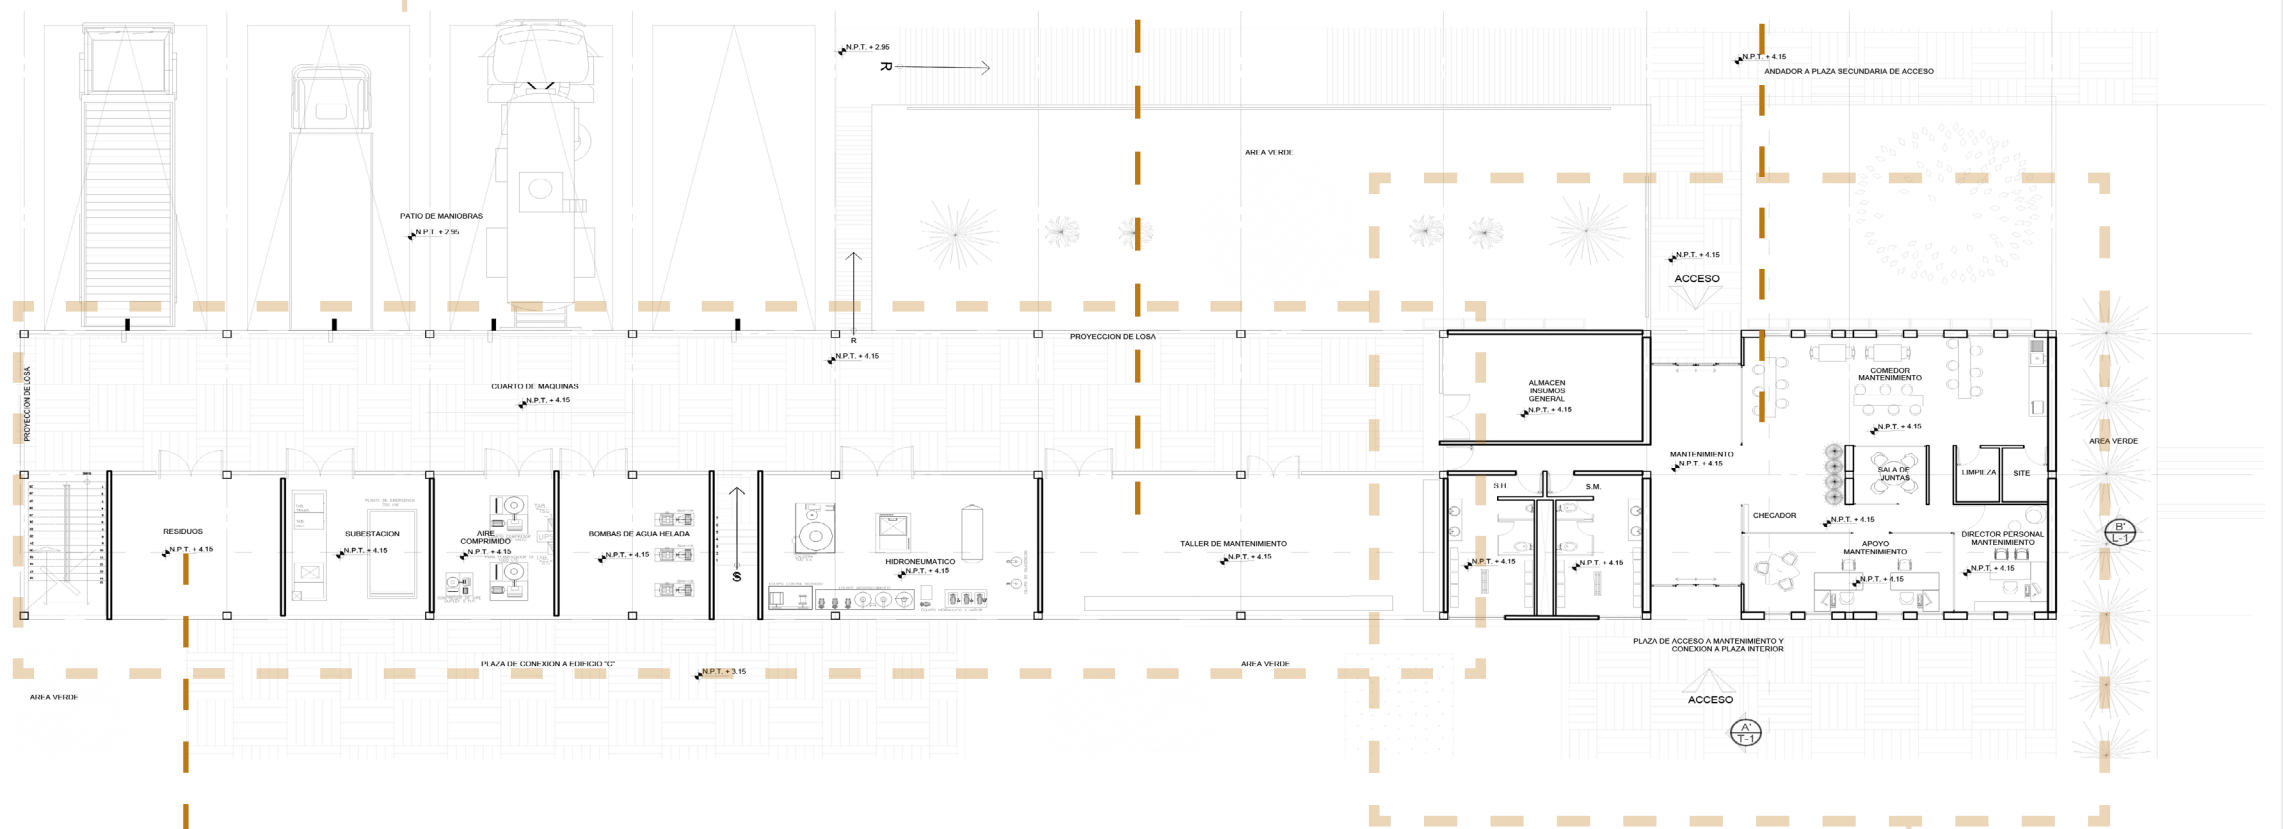 N.P.T. + 2.95
R
N.P.T. + 4.15
ANDADOR A PLAZA SECUNDARIA DE ACCESO
AREA VERDE
PATIO DE MANIOBRAS
N.P.T. + 2.95
N.P.T. + 4.15
ACCESO
PROYECCION DE LOSA
R
N.P.T. + 4.15
PROYECCION DE LOSA
CUARTO DE MAQUINAS
N.P.T. + 4.15
ALMACEN
INSUMOS
GENERAL
N.P.T. + 4.15
COMEDOR
MANTENIMIENTO
N.P.T. + 4.15
AREA VERDE
MANTENIMIENTO
N.P.T. + 4.15
SALA DE
JUNTAS
LIMPIEZA
SITE
S.H.
S.M.
CHECADOR
N.P.T. + 4.15
RESIDUOS
N.P.T. + 4.15
SUBESTACION
N.P.T. + 4.15
AIRE
COMPRIMIDO
N.P.T. + 4.15
BOMBAS DE AGUA HELADA
N.P.T. + 4.15
S
HIDRONEUMATICO
N.P.T. + 4.15
TALLER DE MANTENIMIENTO
N.P.T. + 4.15
N.P.T. + 4.15
N.P.T. + 4.15
APOYO
MANTENIMIENTO
N.P.T. + 4.15
DIRECTOR PERSONAL
MANTENIMIENTO
N.P.T. + 4.15
B'
L-1
PLAZA DE ACCESO A MANTENIMIENTO Y
CONEXION A PLAZA INTERIOR
PLAZA DE CONEXION A EDIFICIO "C"
N.P.T. + 3.15
AREA VERDE
AREA VERDE
ACCESO
A'
T-1